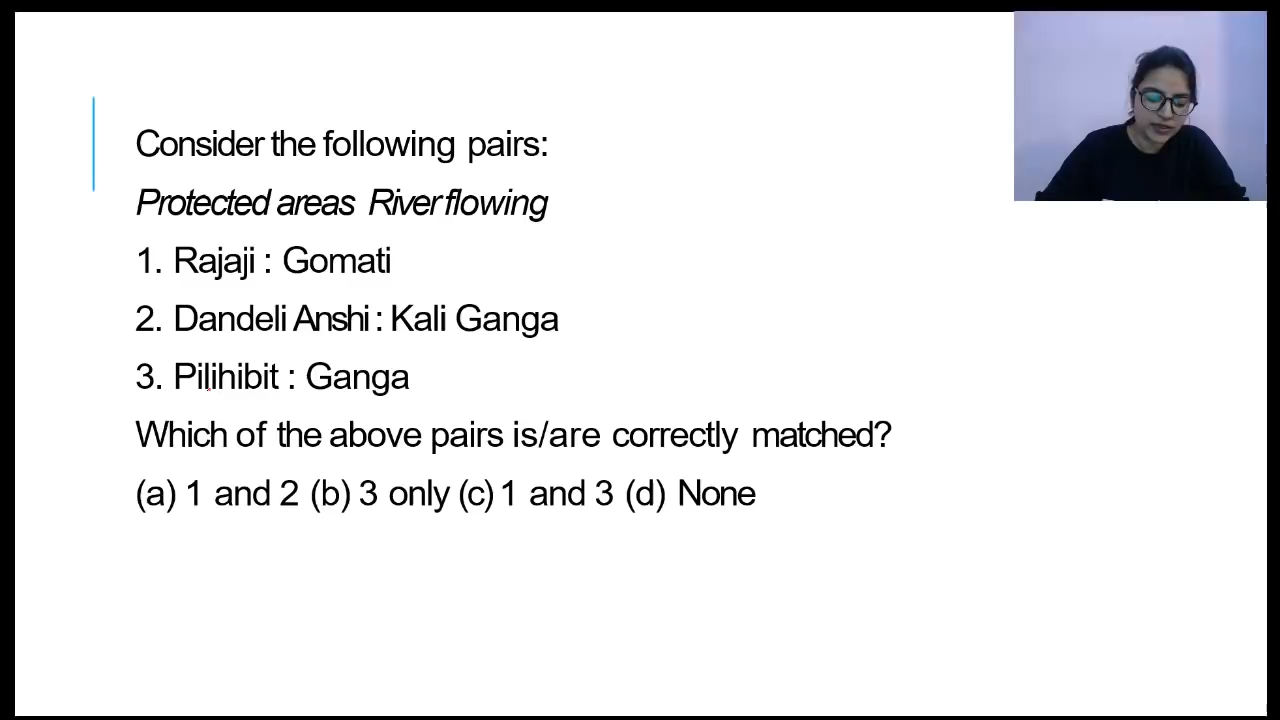 Consider the following pairs:
Protected areas River flowing
1. Rajaji : Gomati
2. Dandeli Anshi : Kali Ganga
3. Pilihibit : Ganga
Which of the above pairs is/are correctly matched?
(a) 1 and 2 (b) 3 only (c) 1 and 3 (d) None